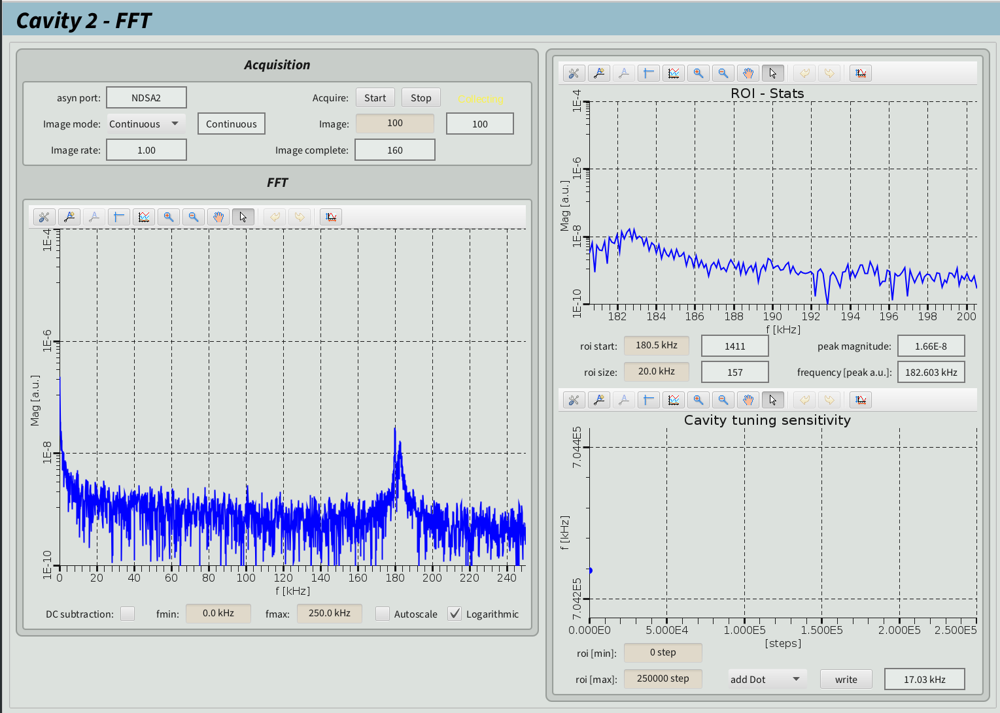 Cavity 2 - FFT
Acquisition
asyn port: NDSA2 Acquire: Start Stop Collecting
Image mode: Continuous Continuous Image: 100 100
Image rate: 1.00 Image complete: 160
FFT
1E-4
1E-6
1E-8
1E-10
Mag [a.u.]
0 20 40 60 80 100 120 140 160 180 200 220 240
f [kHz]
DC subtraction: fmin: 0.0 kHz fmax: 250.0 kHz Autoscale Logarithmic
ROI - Stats
1E-4
1E-6
1E-8
1E-10
Mag [a.u.]
182 184 186 188 190 192 194 196 198 200
f [kHz]
roi start: 180.5 kHz 1411 peak magnitude: 1.66E-8
roi size: 20.0 kHz 157 frequency [peak a.u.]: 182.603 kHz
Cavity tuning sensitivity
7.044E5
7.042E5
f [kHz]
0.000E0 5.000E4 1.000E5 1.500E5 2.000E5 2.500E5
[steps]
roi [min]: 0 step
roi [max]: 250000 step add Dot write 17.03 kHz